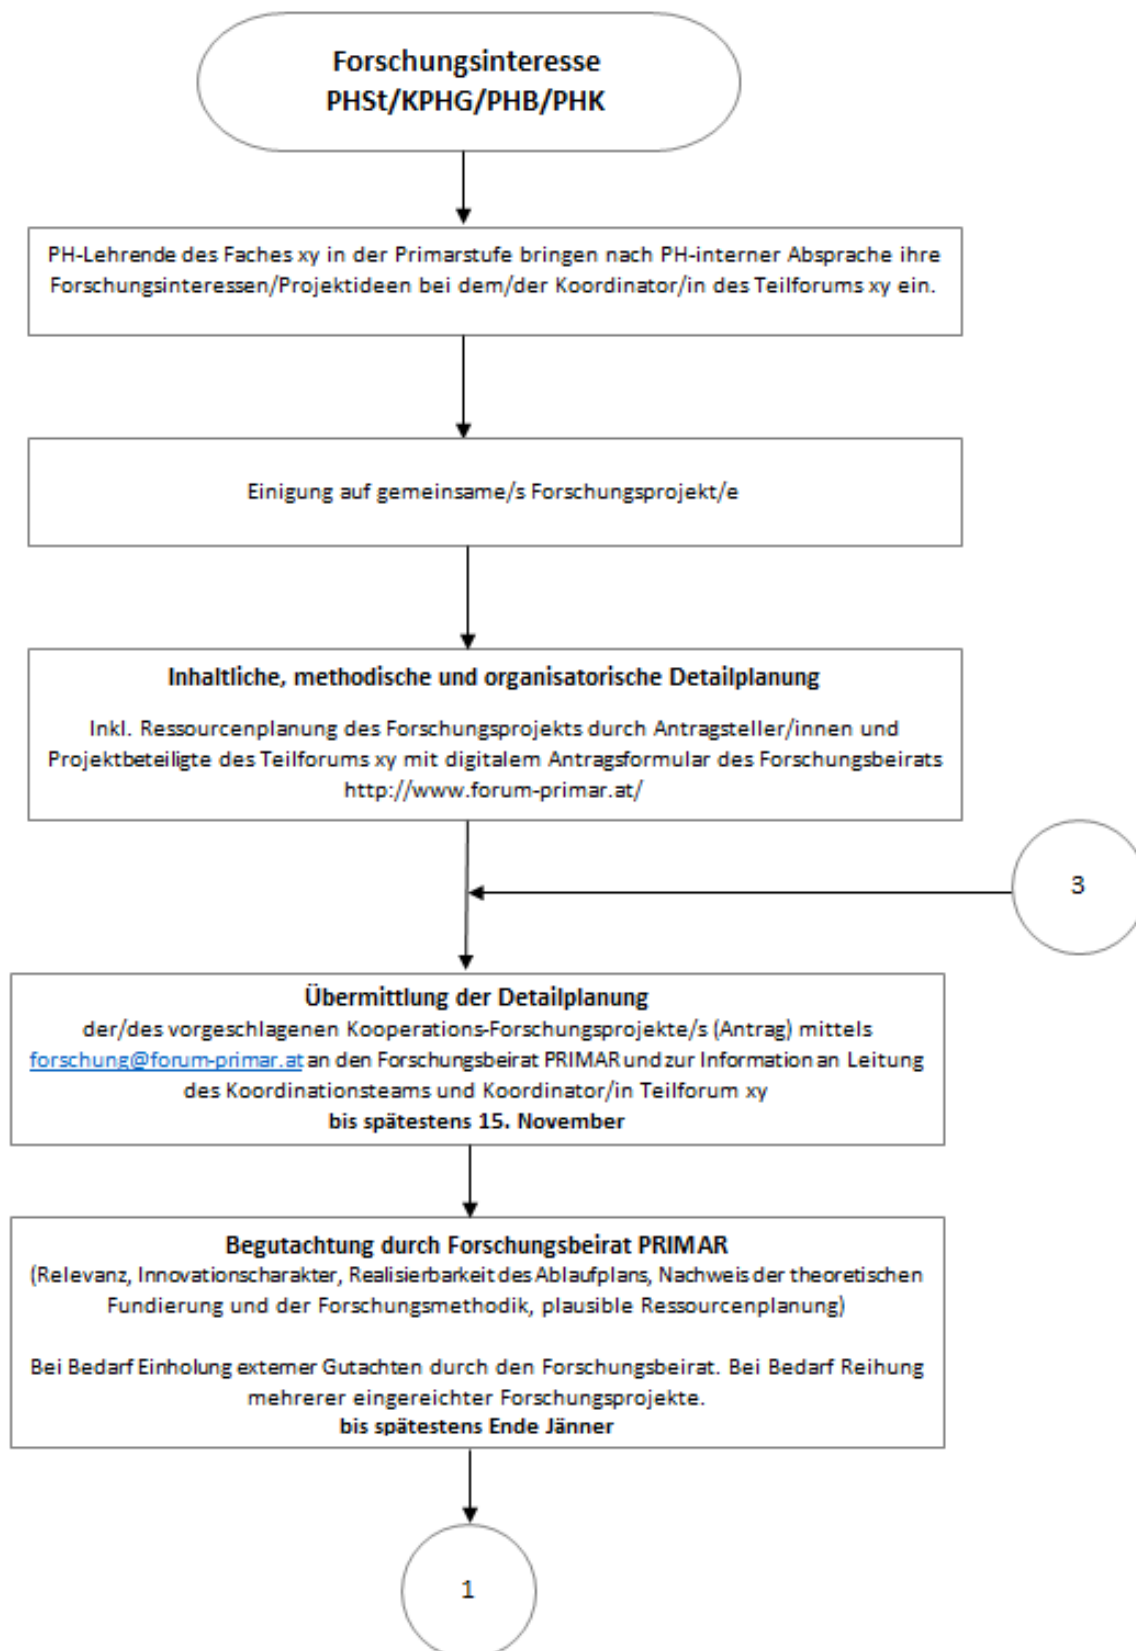 Forschungsinteresse
PHSt/KPHG/PHB/PHK
PH-Lehrende des Faches xy in der Primarstufe bringen nach PH-interner Absprache ihre
Forschungsinteressen/Projektideen bei dem/der Koordinator/in des Teilforums xy ein.
Einigung auf gemeinsame/s Forschungsprojekt/e
Inhaltliche, methodische und organisatorische Detailplanung
Inkl. Ressourcenplanung des Forschungsprojekts durch Antragsteller/innen und
Projektbeteiligte des Teilforums xy mit digitalem Antragsformular des Forschungsbeirats
http://www.forum-primar.at/
3
Übermittlung der Detailplanung
der/des vorgeschlagenen Kooperations-Forschungsprojekte/s (Antrag) mittels
forschung@forum-primar.at an den Forschungsbeirat PRIMAR und zur Information an Leitung
des Koordinationsteams und Koordinator/in Teilforum xy
bis spätestens 15. November
Begutachtung durch Forschungsbeirat PRIMAR
(Relevanz, Innovationscharakter, Realisierbarkeit des Ablaufplans, Nachweis der theoretischen
Fundierung und der Forschungsmethodik, plausible Ressourcenplanung)
Bei Bedarf Einholung externer Gutachten durch den Forschungsbeirat. Bei Bedarf Reihung
mehrerer eingereichter Forschungsprojekte.
bis spätestens Ende Jänner
1